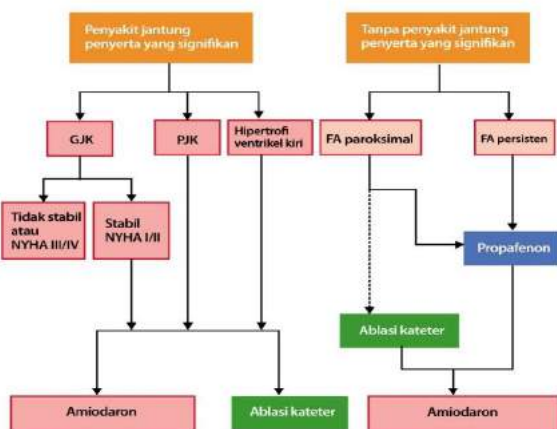 Penyakit jantung
penyerta yang signifikan
Tanpa penyakit jantung
penyerta yang signifikan
GJK
PJK
Hipertrofi
ventrikel kiri
FA paroksimal
FA persisten
Tidak stabil
atau
NYHA III/IV
Stabil
NYHA I/II
Propafenon
Ablasi kateter
Amiodaron
Ablasi kateter
Amiodaron